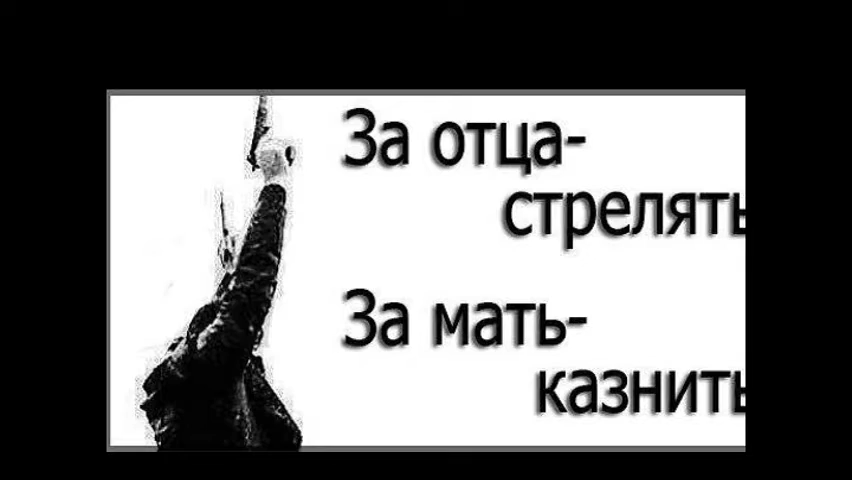 За отца-
стрелять
За мать-
казнить